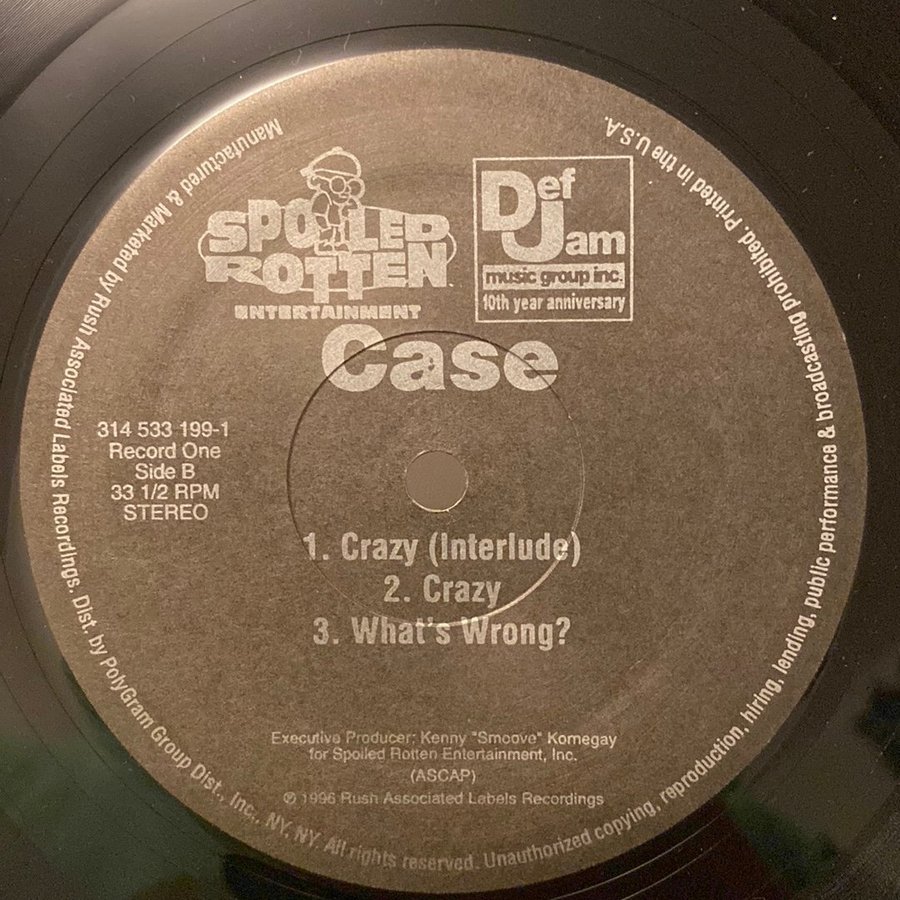 SPOILED
ROTTEN
ENTERTAINMENT
Def
Jam
music group inc.
10th year anniversary
Case
314 533 199-1
Record One
Side B
33 1/2 RPM
STEREO
1. Crazy (Interlude)
2. Crazy
3. What's Wrong?
Executive Producer: Kenny "Smoove" Kornegay
for Spoiled Rotten Entertainment, Inc.
(ASCAP)
℗ 1996 Rush Associated Labels Recordings
Manufactured & Marketed by Rush Associated Labels Recordings. Dist. by PolyGram Group Dist., Inc., NY, NY. All rights reserved. Unauthorized copying, reproduction, hiring, lending, public performance & broadcasting prohibited. Printed in the U.S.A.